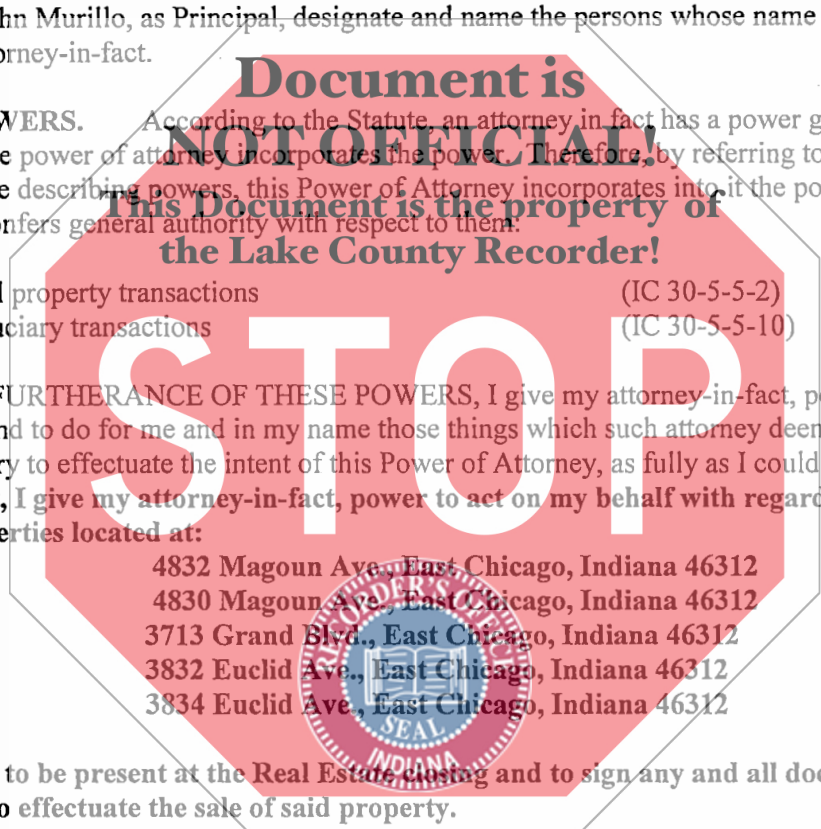 hn Murillo, as Principal, designate and name the persons whose name
orney-in-fact.
Document is
WERS. According to the Statute, an attorney in fact has a power g
NOT OFFICIAL!
e power of attorney incorporates the power. Therefore, by referring to
e describing powers, this Power of Attorney incorporates into it the po
This Document is the property of
nfers general authority with respect to them:
the Lake County Recorder!
l property transactions (IC 30-5-5-2)
uciary transactions (IC 30-5-5-10)
STOP
FURTHERANCE OF THESE POWERS, I give my attorney-in-fact, p
nd to do for me and in my name those things which such attorney deem
ry to effectuate the intent of this Power of Attorney, as fully as I could
, I give my attorney-in-fact, power to act on my behalf with regard
erties located at:
4832 Magoun Ave., East Chicago, Indiana 46312
4830 Magoun Ave., East Chicago, Indiana 46312
3713 Grand Blvd., East Chicago, Indiana 46312
3832 Euclid Ave., East Chicago, Indiana 46312
3834 Euclid Ave., East Chicago, Indiana 46312
RECORDER'S OFFIC
SEAL
INDIANA
to be present at the Real Estate closing and to sign any and all doc
o effectuate the sale of said property.